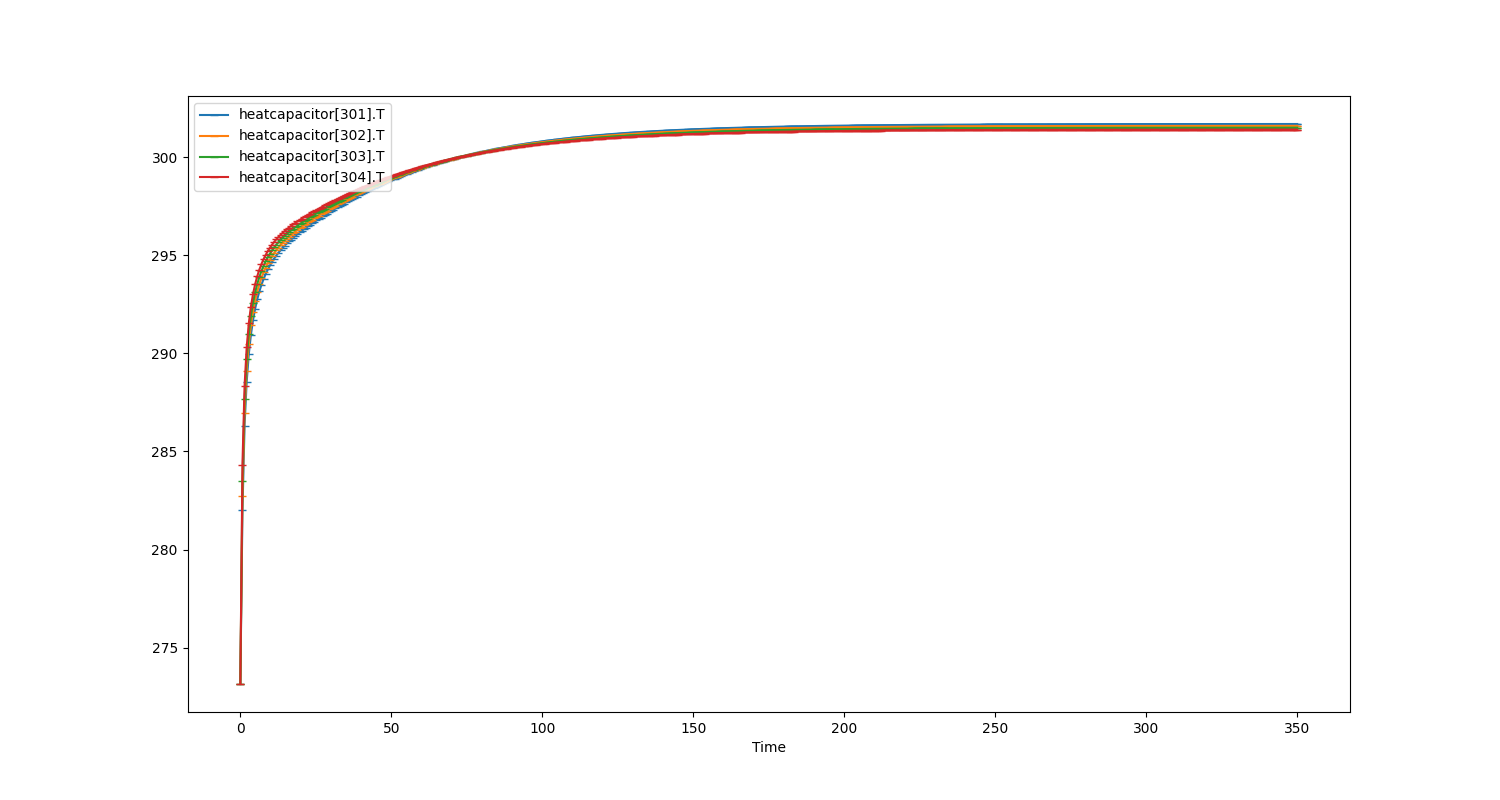 heatcapacitor[301].T
heatcapacitor[302].T
heatcapacitor[303].T
heatcapacitor[304].T
300
295
290
285
280
275
0 50 100 150 200 250 300 350
Time